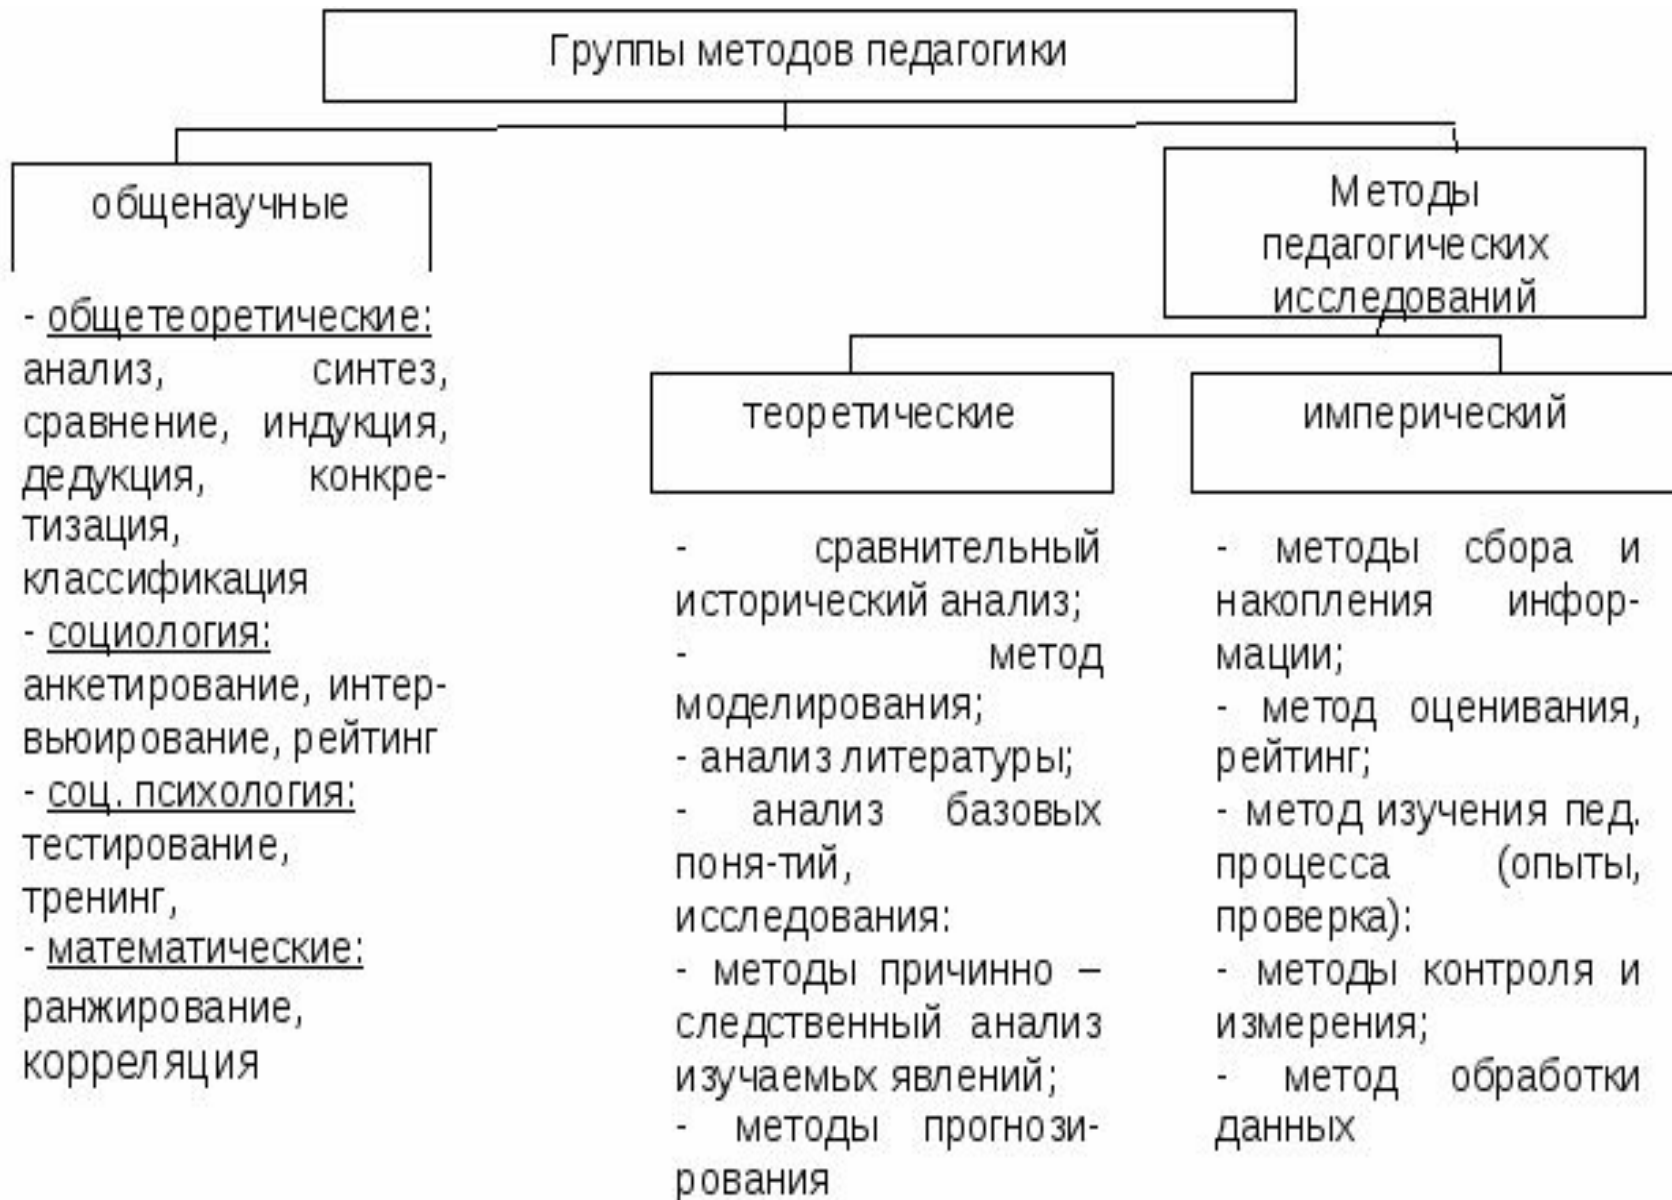 Группы методов педагогики
общенаучные
- общетеоретические:
анализ, синтез,
сравнение, индукция,
дедукция, конкре-
тизация,
классификация
- социология:
анкетирование, интер-
вьюирование, рейтинг
- соц. психология:
тестирование,
тренинг,
- математические:
ранжирование,
корреляция
Методы
педагогических
исследований
теоретические
- сравнительный
исторический анализ;
- метод
моделирования;
- анализ литературы;
- анализ базовых
поня-тий,
исследования:
- методы причинно –
следственный анализ
изучаемых явлений;
- методы прогнози-
рования
имперический
- методы сбора и
накопления инфор-
мации;
- метод оценивания,
рейтинг;
- метод изучения пед.
процесса (опыты,
проверка):
- методы контроля и
измерения;
- метод обработки
данных